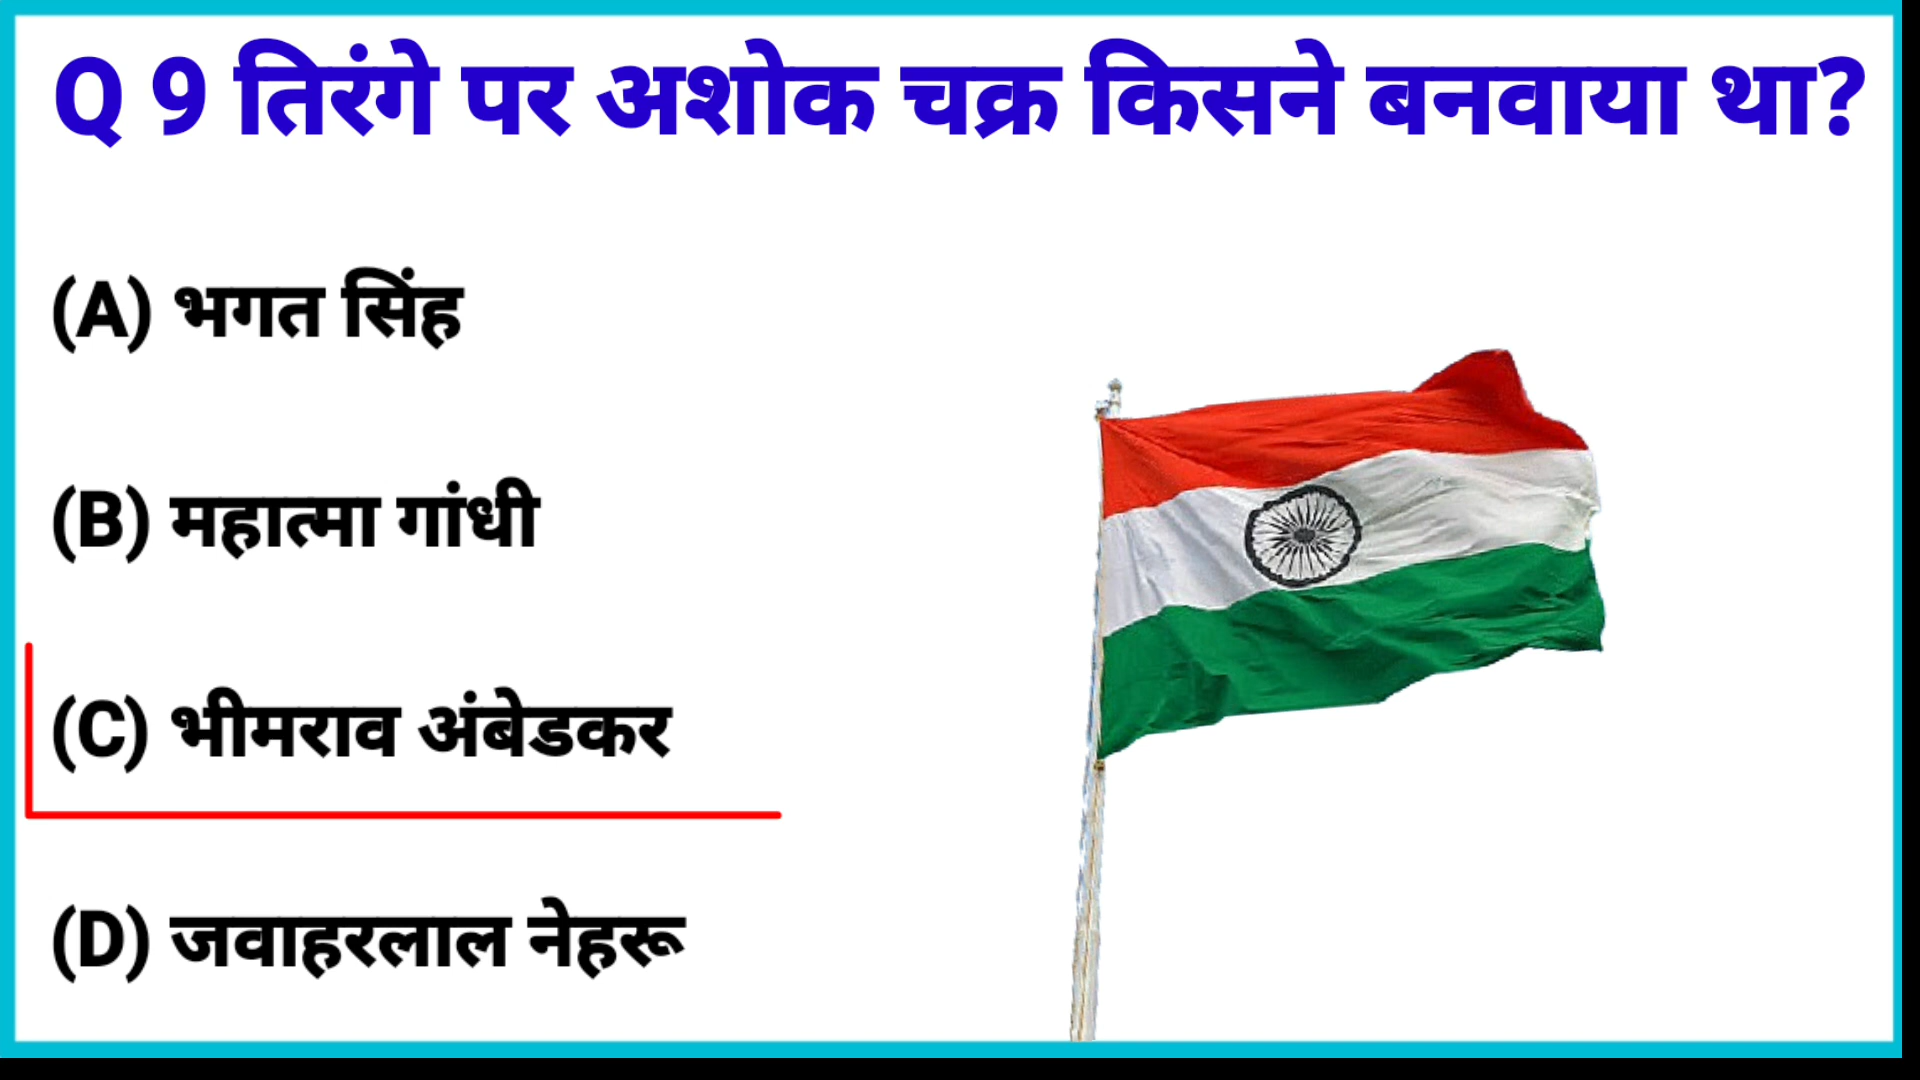 Q 9 तिरंगे पर अशोक चक्र किसने बनवाया था?
(A) भगत सिंह
(B) महात्मा गांधी
(C) भीमराव अंबेडकर
(D) जवाहरलाल नेहरू